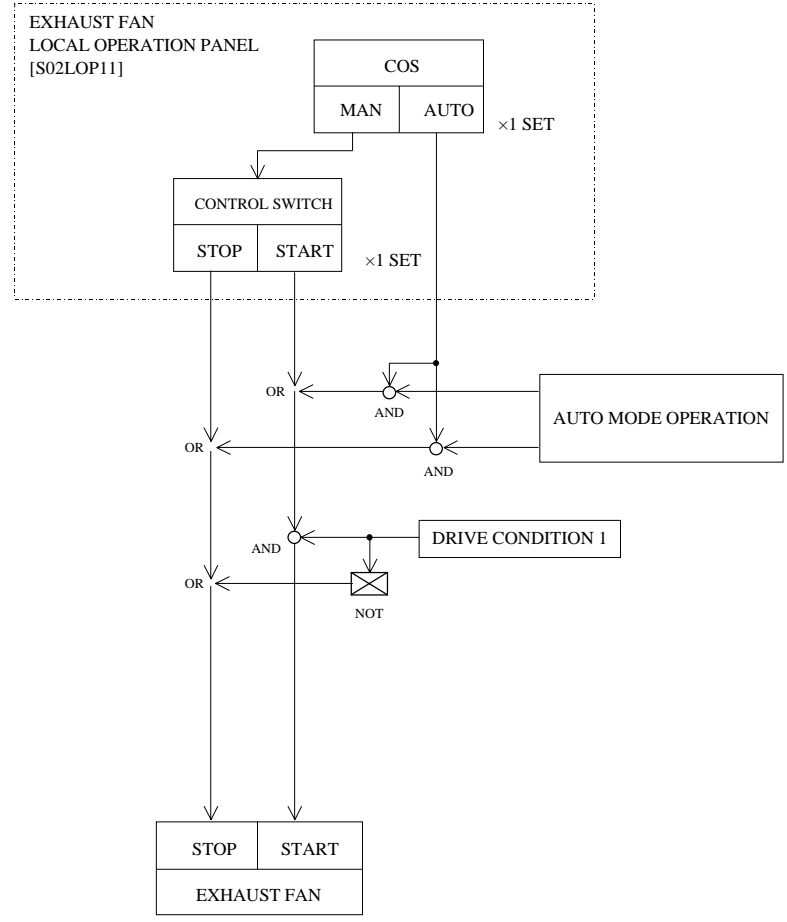 EXHAUST FAN
LOCAL OPERATION PANEL
[S02LOP11]
COS
MAN AUTO
×1 SET
CONTROL SWITCH
STOP START
×1 SET
OR
AND
AUTO MODE OPERATION
OR
AND
DRIVE CONDITION 1
AND
OR
NOT
STOP START
EXHAUST FAN